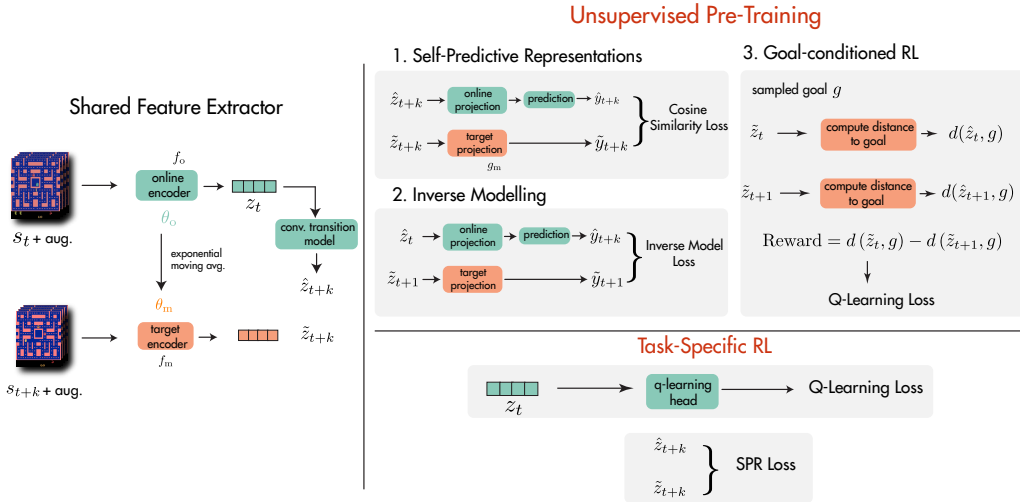 Unsupervised Pre-Training
Shared Feature Extractor
f_o
online
encoder
z_t
s_t + aug.
θ_o
conv. transition
model
exponential
moving avg.
ẑ_{t+k}
θ_m
target
encoder
z̃_{t+k}
f_m
s_{t+k} + aug.
1. Self-Predictive Representations
ẑ_{t+k} online projection prediction ŷ_{t+k}
Cosine
Similarity Loss
z̃_{t+k} target projection ỹ_{t+k}
g_m
2. Inverse Modelling
ẑ_t online projection prediction ŷ_{t+k}
Inverse Model
Loss
z̃_{t+1} target projection ỹ_{t+1}
3. Goal-conditioned RL
sampled goal g
z̃_t compute distance to goal d(ẑ_t, g)
z̃_{t+1} compute distance to goal d(ẑ_{t+1}, g)
Reward = d (z̃_t, g) − d (z̃_{t+1}, g)
Q-Learning Loss
Task-Specific RL
z_t q-learning head Q-Learning Loss
ẑ_{t+k}
SPR Loss
z̃_{t+k}